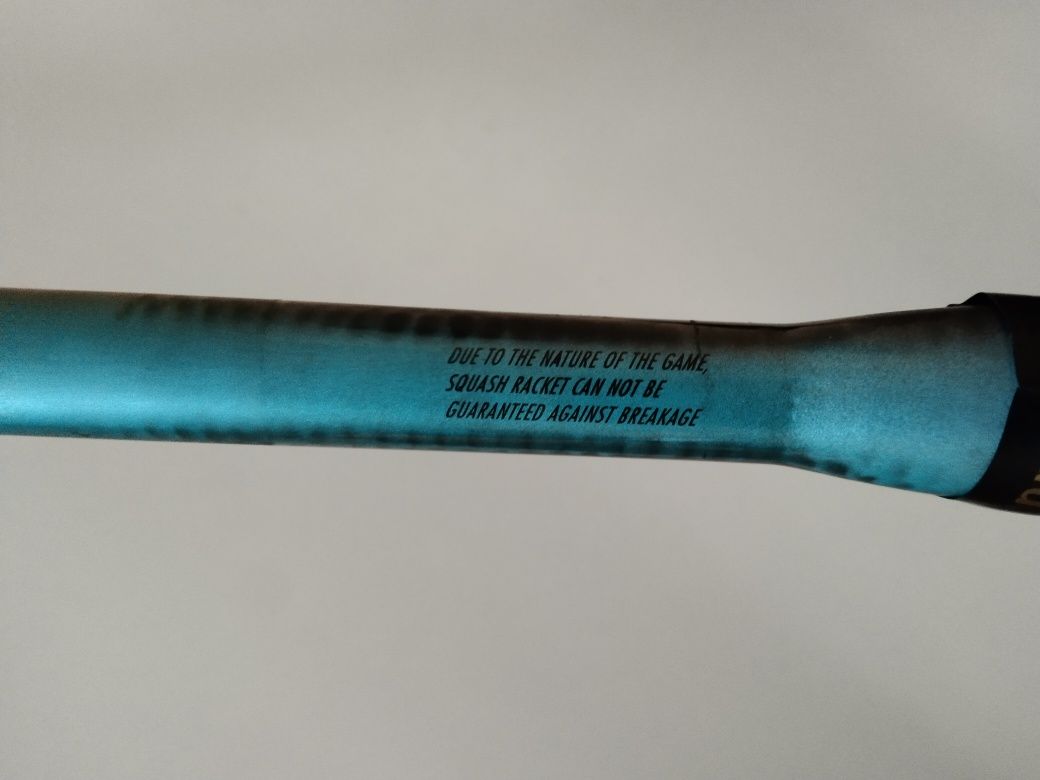 DUE TO THE NATURE OF THE GAME,
SQUASH RACKET CAN NOT BE
GUARANTEED AGAINST BREAKAGE